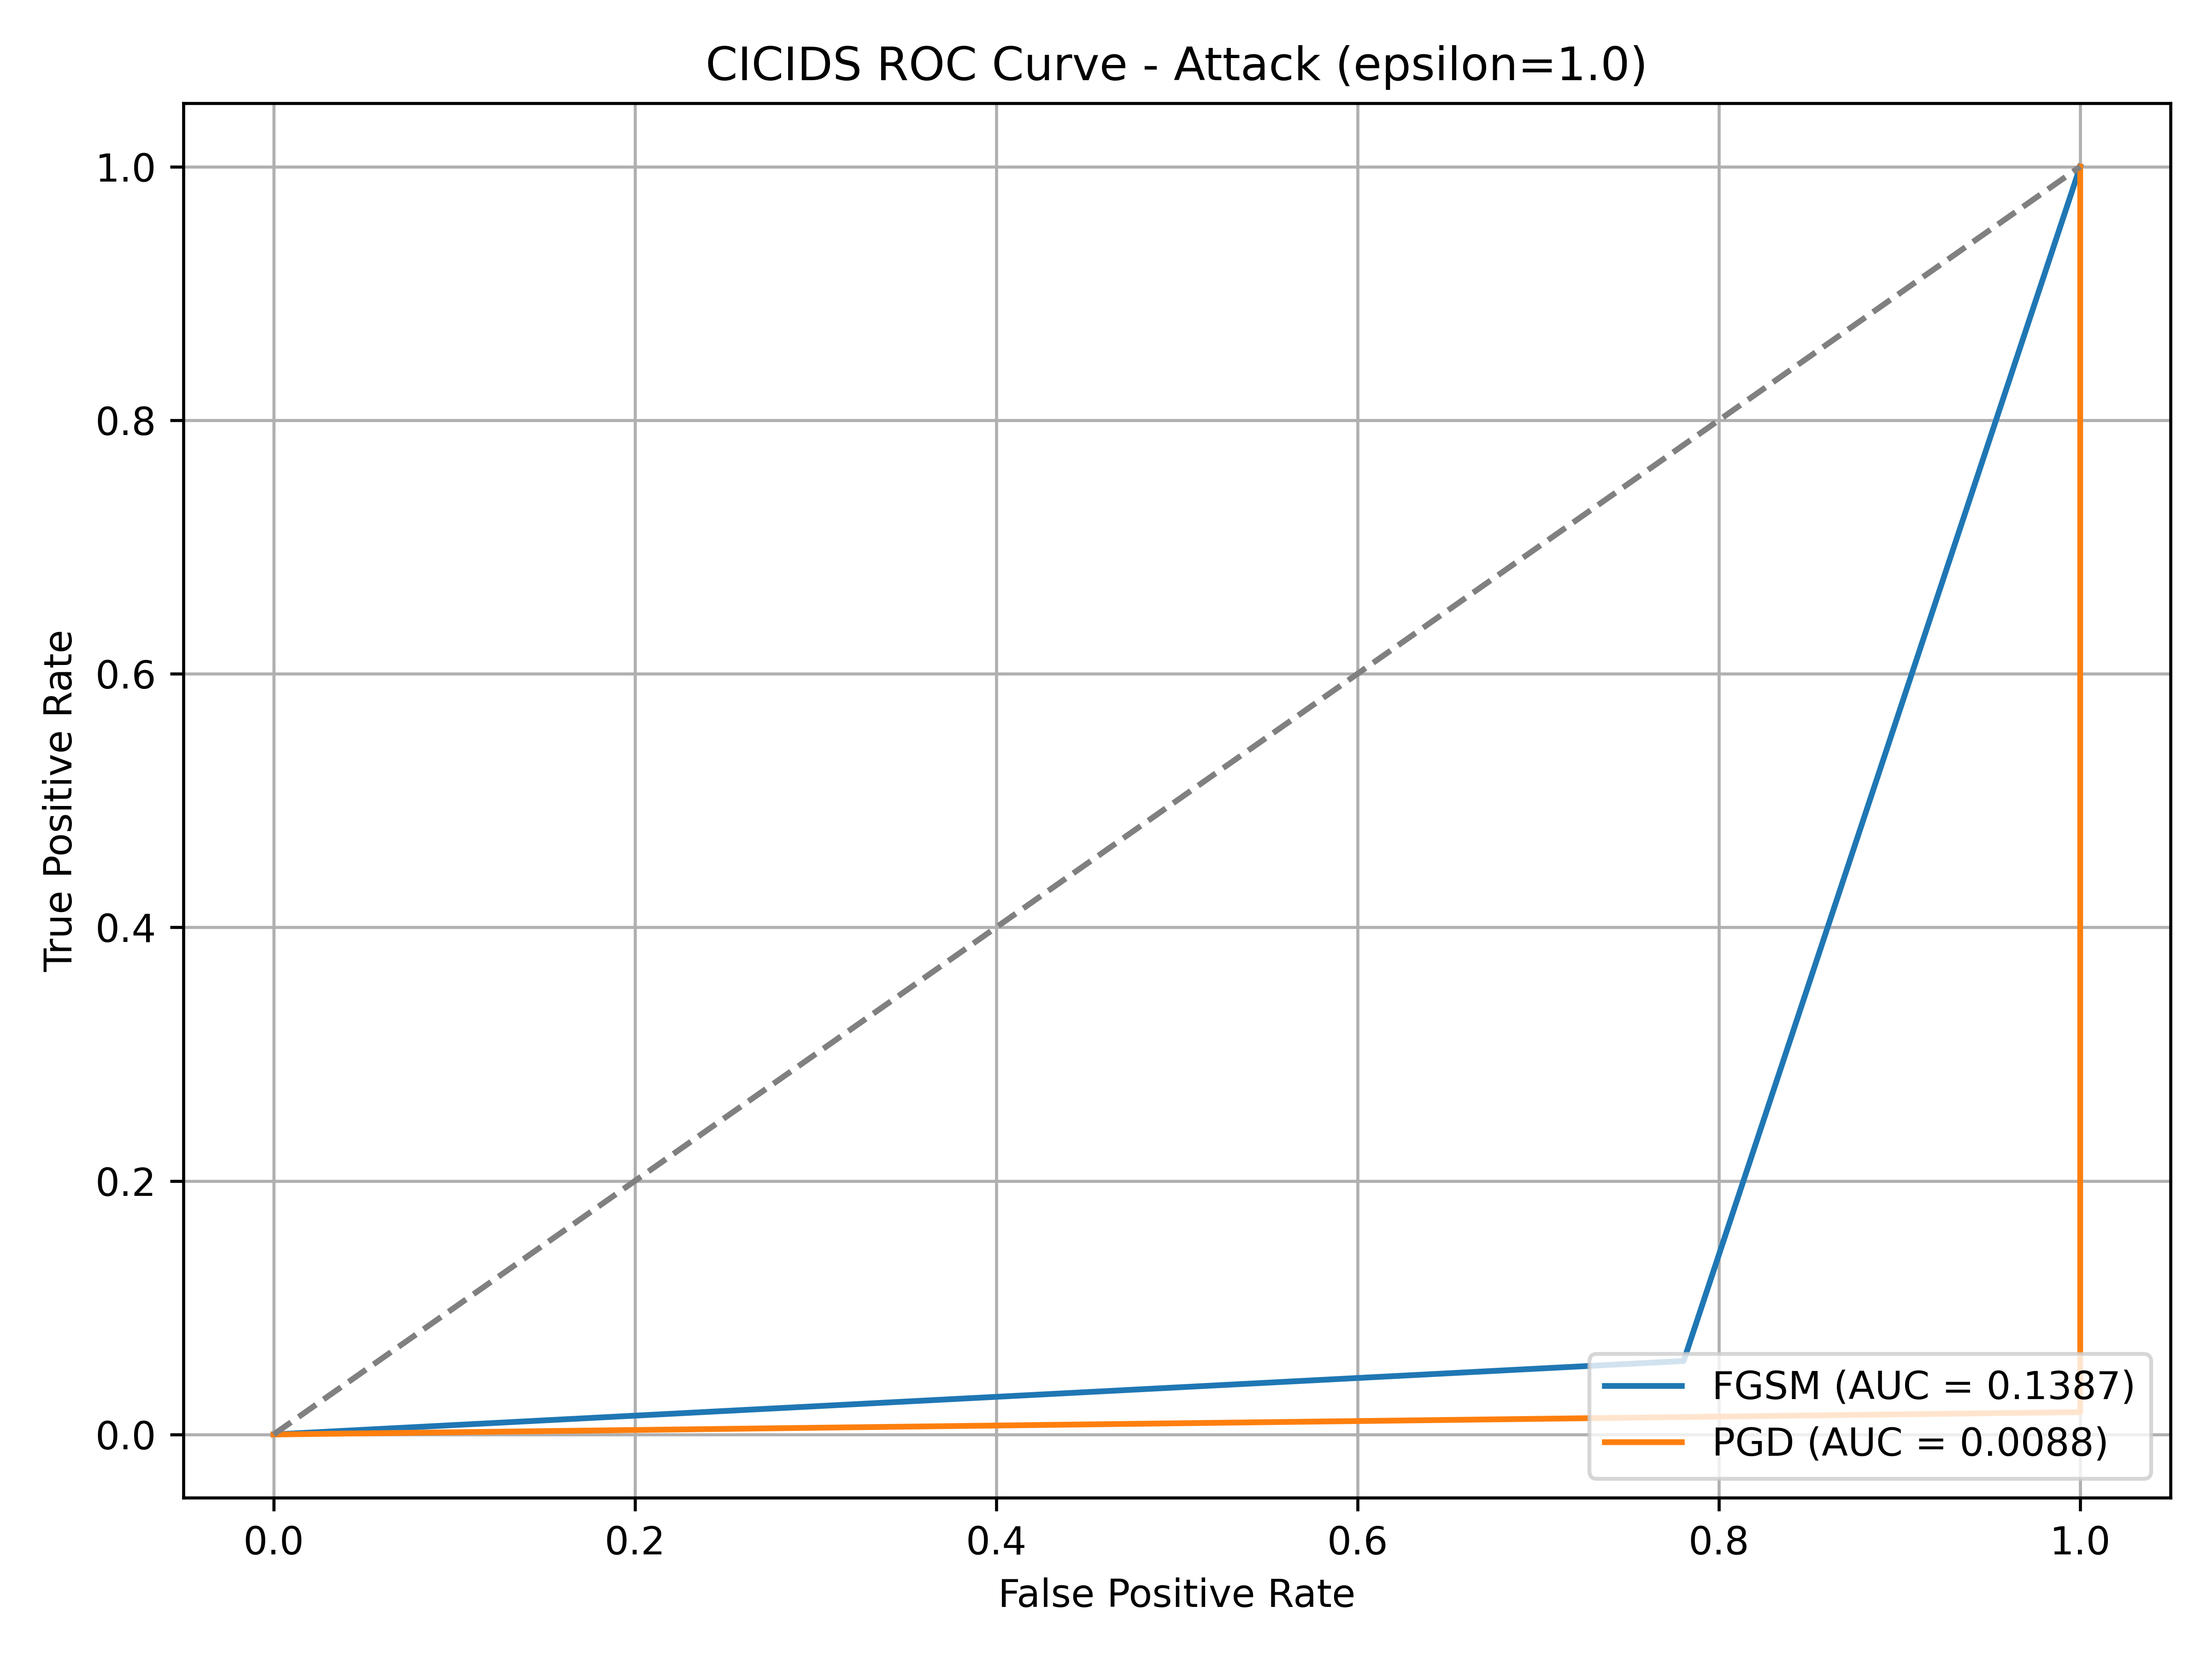 CICIDS ROC Curve - Attack (epsilon=1.0)
True Positive Rate
1.0
0.8
0.6
0.4
0.2
0.0
FGSM (AUC = 0.1387)
PGD (AUC = 0.0088)
0.0 0.2 0.4 0.6 0.8 1.0
False Positive Rate